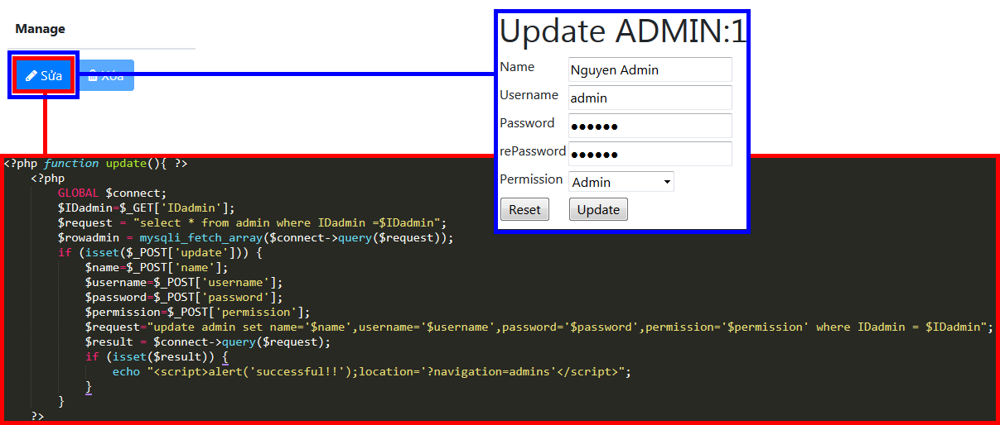 Manage
Sửa
Xóa
Update ADMIN:1
Name
Nguyen Admin
Username
admin
Password
●●●●●●
rePassword
●●●●●●
Permission
Admin
Reset
Update
<?php function update(){ ?>
<?php
GLOBAL $connect;
$IDadmin=$_GET['IDadmin'];
$request = "select * from admin where IDadmin =$IDadmin";
$rowadmin = mysqli_fetch_array($connect->query($request));
if (isset($_POST['update'])) {
$name=$_POST['name'];
$username=$_POST['username'];
$password=$_POST['password'];
$permission=$_POST['permission'];
$request="update admin set name='$name',username='$username',password='$password',permission='$permission' where IDadmin = $IDadmin";
$result = $connect->query($request);
if (isset($result)) {
echo "<script>alert('successful!!');location='?navigation=admins'</script>";
}
}
?>